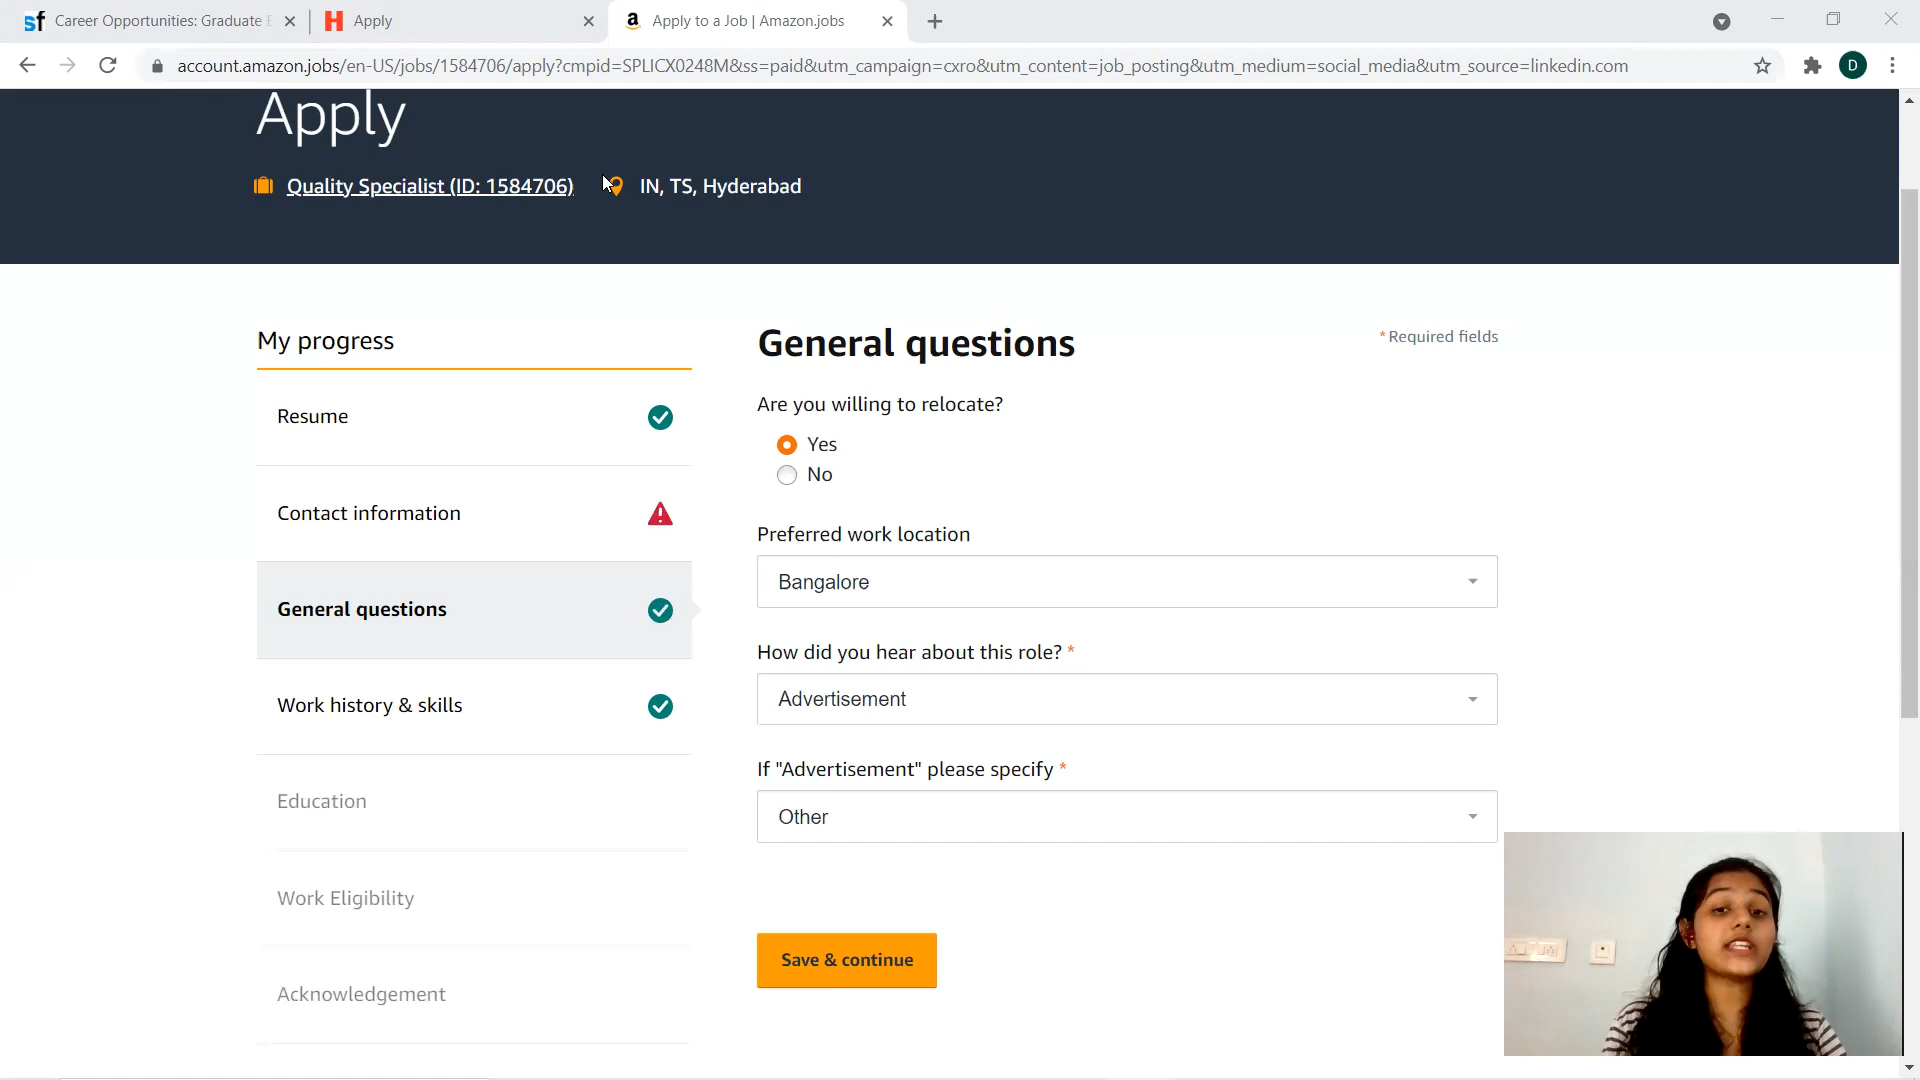 Career Opportunities: Graduate
Apply
Apply to a Job | Amazon.jobs
account.amazon.jobs/en-US/jobs/1584706/apply?cmpid=SPLICX0248M&ss=paid&utm_campaign=cxro&utm_content=job_posting&utm_medium=social_media&utm_source=linkedin.com
D
Apply
Quality Specialist (ID: 1584706)
IN, TS, Hyderabad
My progress
Resume
Contact information
General questions
Work history & skills
Education
Work Eligibility
Acknowledgement
General questions
* Required fields
Are you willing to relocate?
Yes
No
Preferred work location
Bangalore
How did you hear about this role? *
Advertisement
If "Advertisement" please specify *
Other
Save & continue